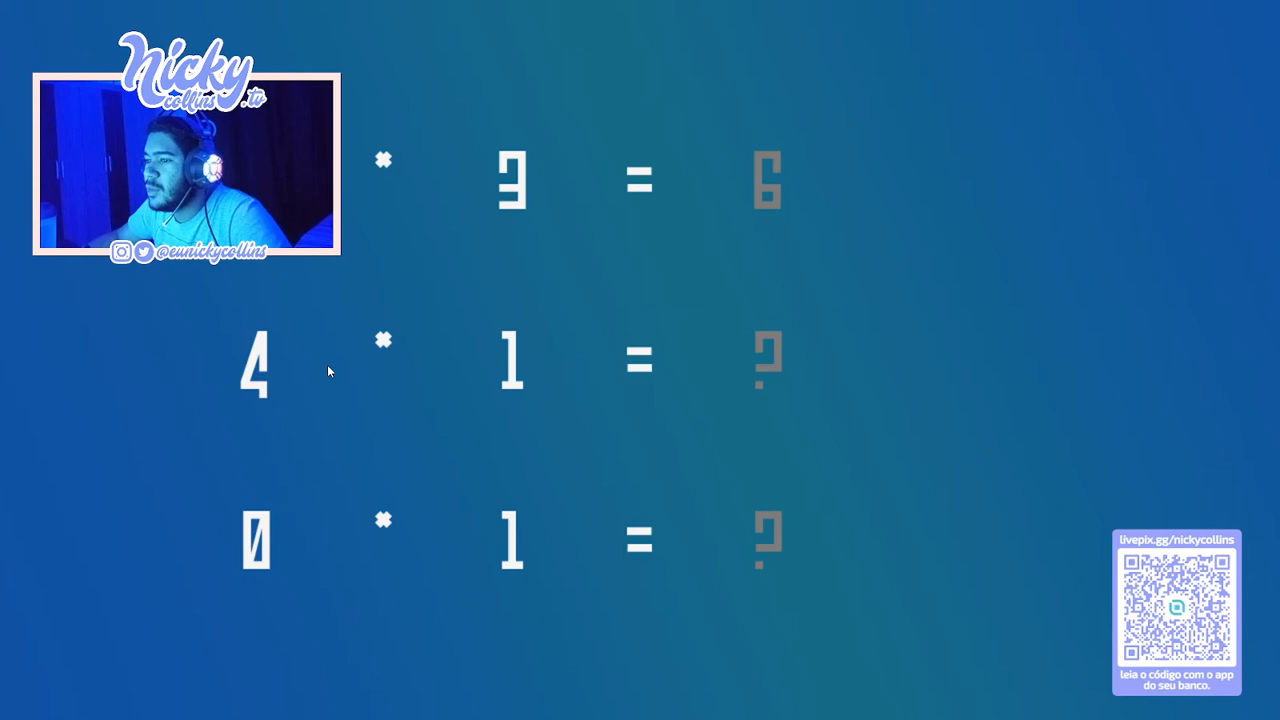 Nicky
collins.tv
@eunickycollins
* 3 = 6
4 * 1 = ?
0 * 1 = ?
livepix.gg/nickycollins
leia o código com o app
do seu banco.